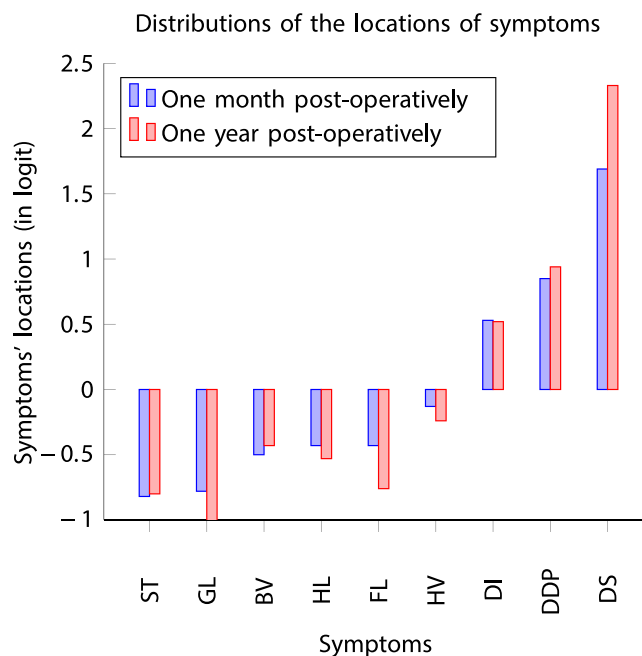 Distributions of the locations of symptoms
2.5
2
1.5
1
0.5
0
−0.5
−1
Symptoms' locations (in logit)
One month post-operatively
One year post-operatively
ST GL BV HL FL HV DI DDP DS
Symptoms